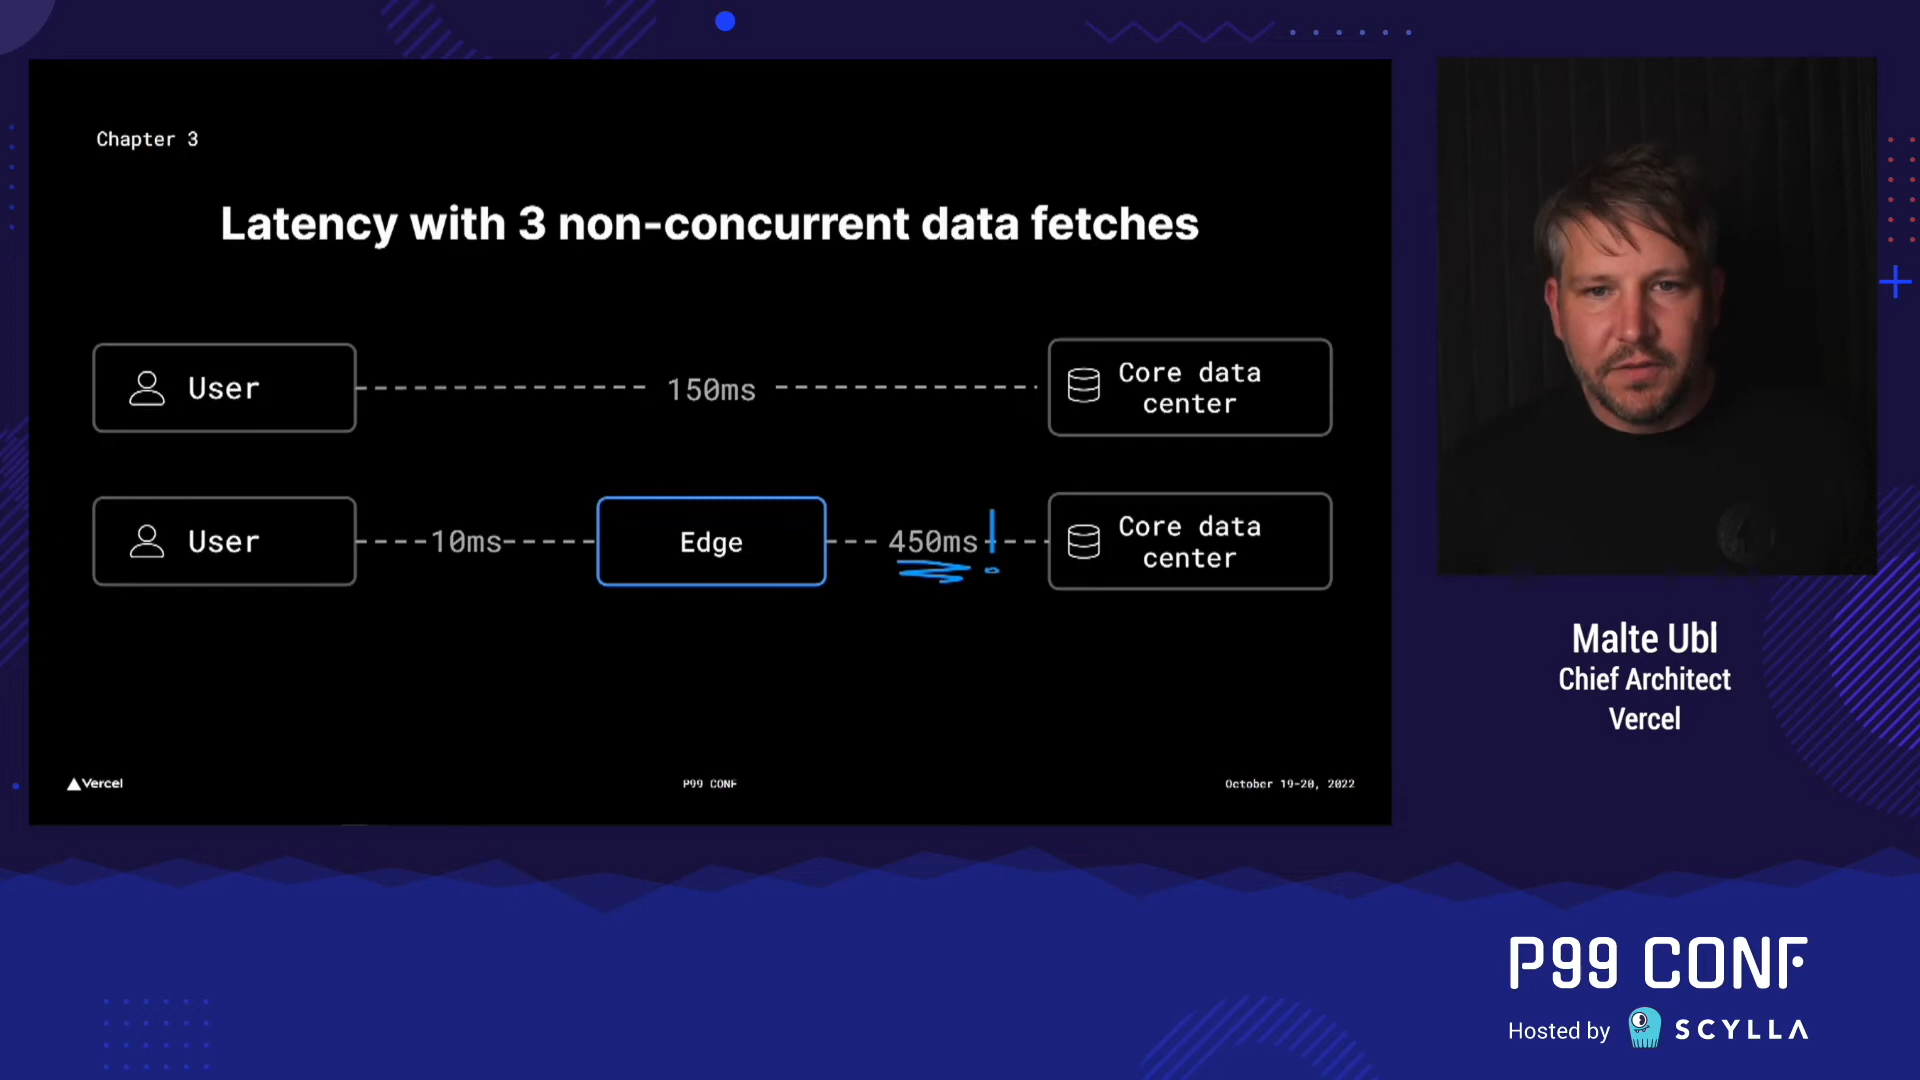 Chapter 3
Latency with 3 non-concurrent data fetches
User
150ms
Core data
center
User
10ms
Edge
450ms
Core data
center
Vercel
P99 CONF
October 19-20, 2022
Malte Ubl
Chief Architect
Vercel
P99 CONF
Hosted by SCYLLA